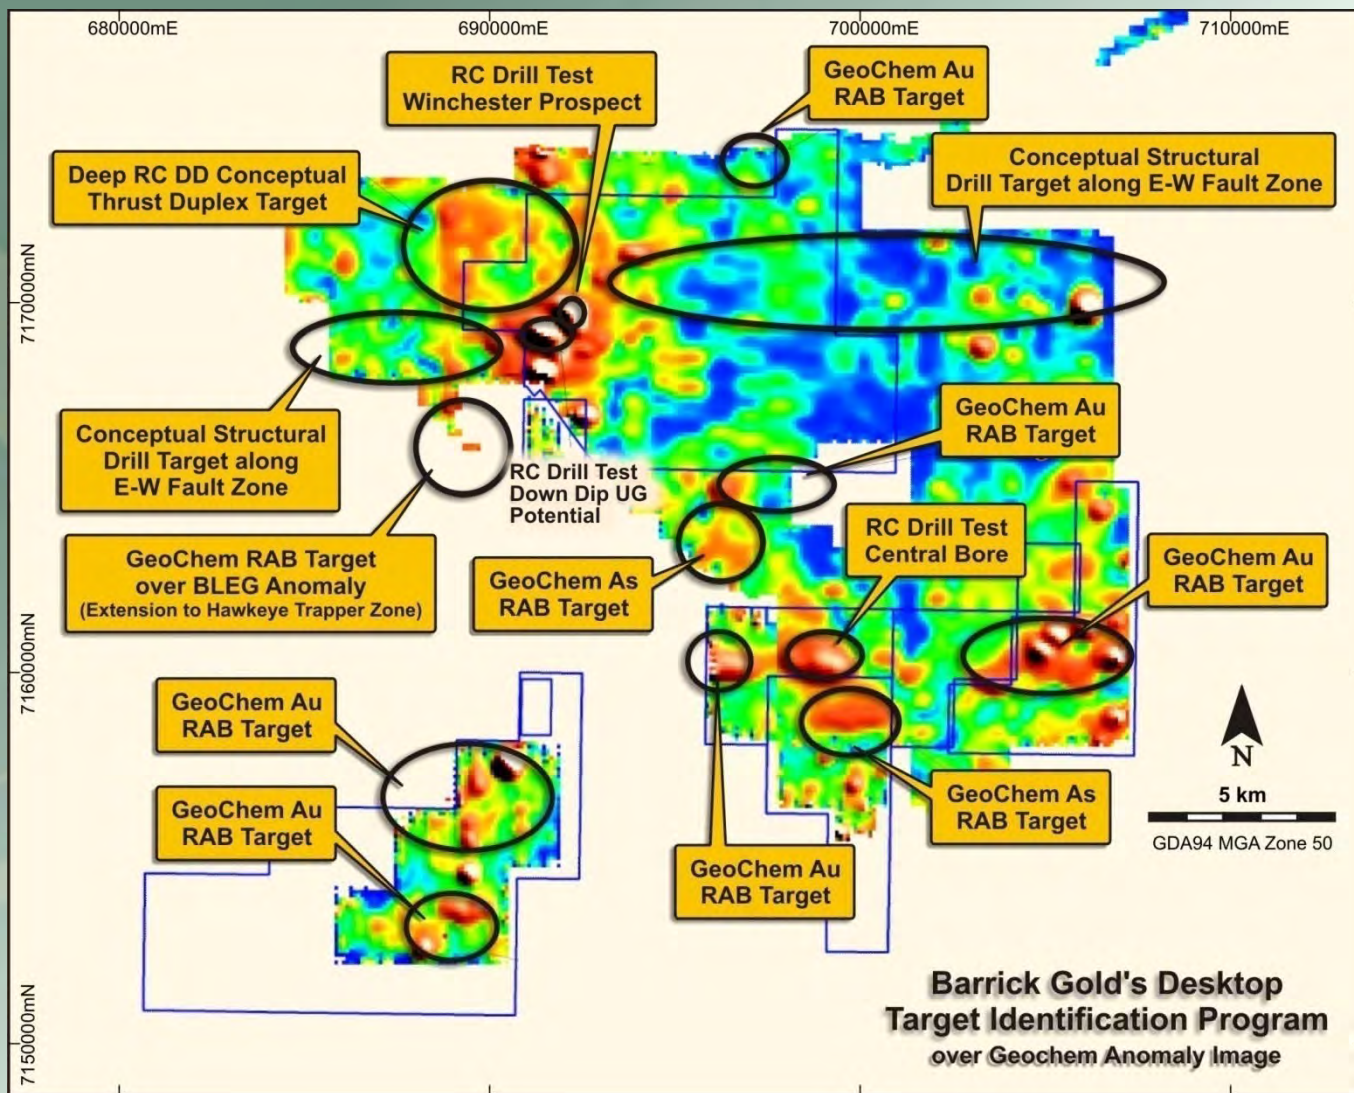 680000mE
690000mE
700000mE
710000mE
RC Drill Test
Winchester Prospect
GeoChem Au
RAB Target
Deep RC DD Conceptual
Thrust Duplex Target
Conceptual Structural
Drill Target along E-W Fault Zone
7170000mN
Conceptual Structural
Drill Target along
E-W Fault Zone
GeoChem Au
RAB Target
RC Drill Test
Down Dip UG
Potential
GeoChem RAB Target
over BLEG Anomaly
(Extension to Hawkeye Trapper Zone)
GeoChem As
RAB Target
RC Drill Test
Central Bore
GeoChem Au
RAB Target
7160000mN
GeoChem Au
RAB Target
GeoChem Au
RAB Target
GeoChem As
RAB Target
GeoChem Au
RAB Target
N
5 km
GDA94 MGA Zone 50
7150000mN
Barrick Gold's Desktop
Target Identification Program
over Geochem Anomaly Image